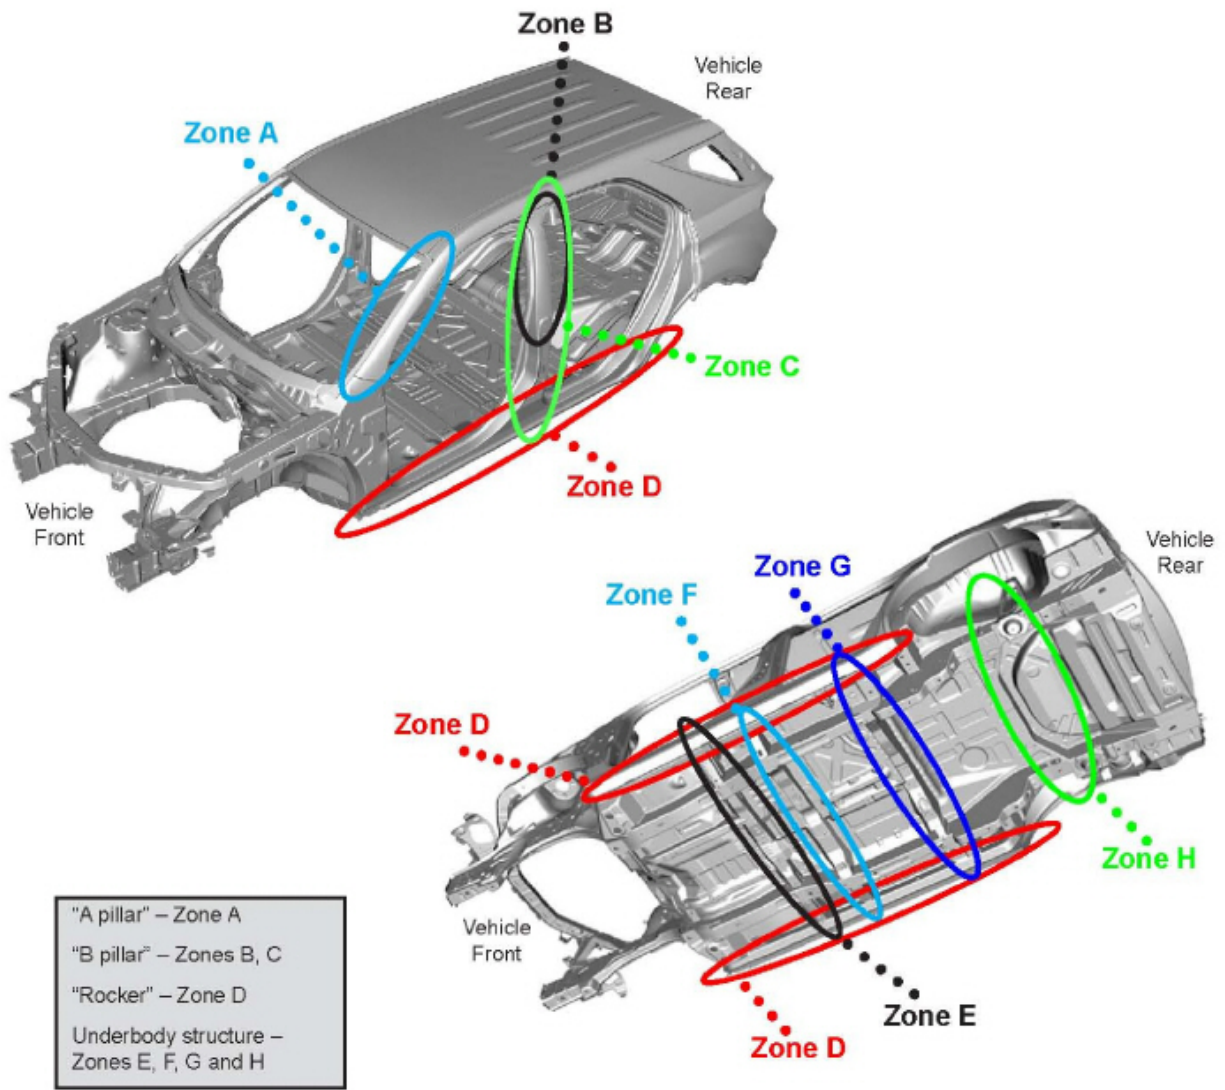 Zone B
Vehicle
Rear
Zone A
Zone C
Zone D
Vehicle
Front
Vehicle
Rear
Zone G
Zone F
Zone D
Zone H
Vehicle
Front
Zone E
Zone D
"A pillar" – Zone A
"B pillar" – Zones B, C
"Rocker" – Zone D
Underbody structure –
Zones E, F, G and H